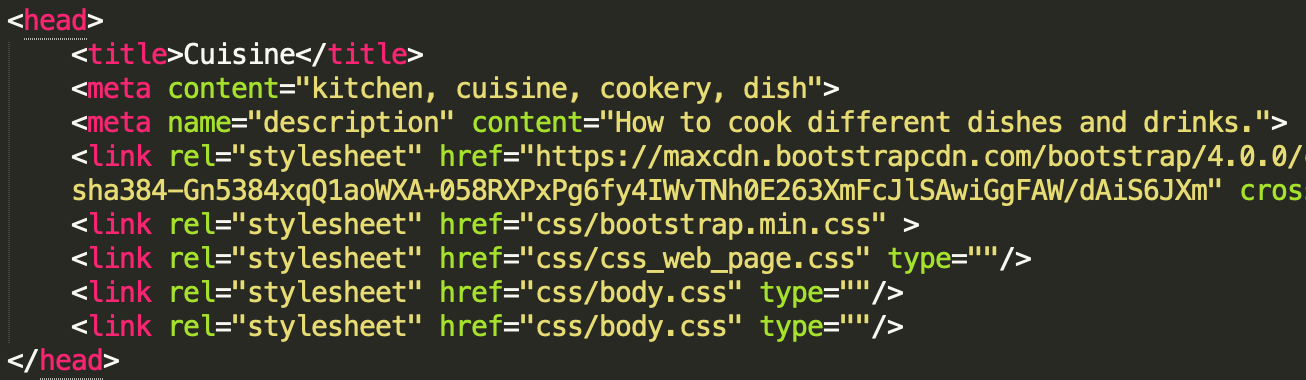 <head>
<title>Cuisine</title>
<meta content="kitchen, cuisine, cookery, dish">
<meta name="description" content="How to cook different dishes and drinks.">
<link rel="stylesheet" href="https://maxcdn.bootstrapcdn.com/bootstrap/4.0.0/
sha384-Gn5384xqQ1aoWXA+058RXPxPg6fy4IWvTNh0E263XmFcJlSAwiGgFAW/dAiS6JXm" cros
<link rel="stylesheet" href="css/bootstrap.min.css" >
<link rel="stylesheet" href="css/css_web_page.css" type=""/>
<link rel="stylesheet" href="css/body.css" type=""/>
<link rel="stylesheet" href="css/body.css" type=""/>
</head>